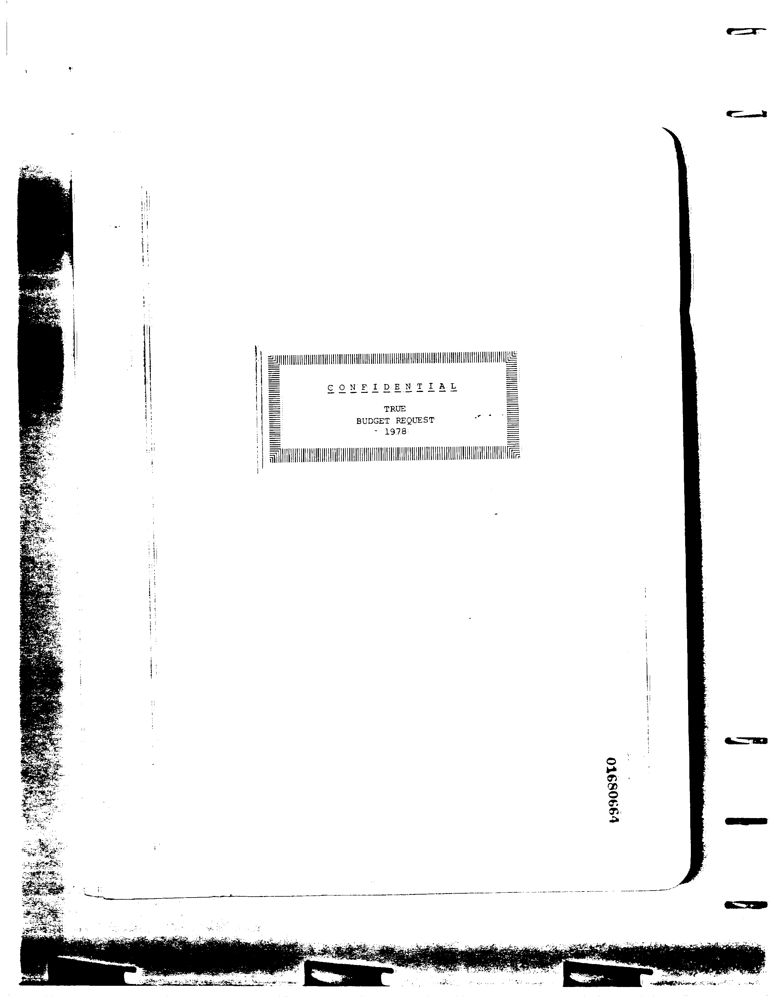 C O N F I D E N T I A L
TRUE
BUDGET REQUEST
- 1978
01680664